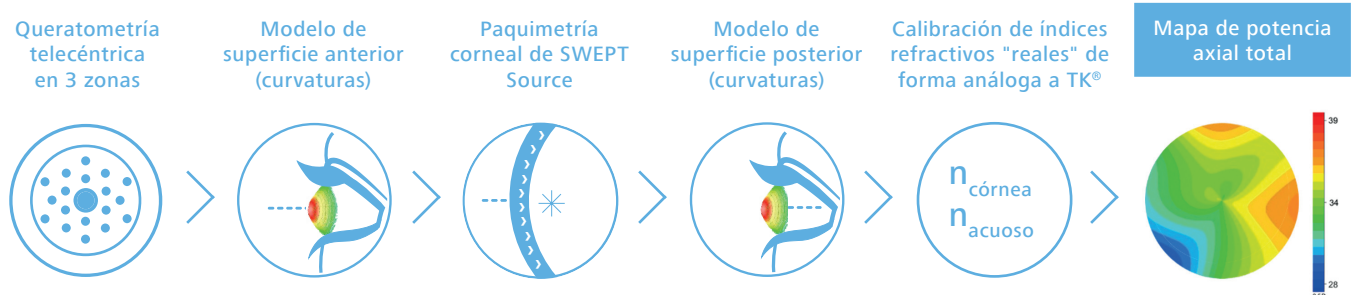 Queratometría
telecéntrica
en 3 zonas
Modelo de
superficie anterior
(curvaturas)
Paquimetría
corneal de SWEPT
Source
Modelo de
superficie posterior
(curvaturas)
Calibración de índices
refractivos "reales" de
forma análoga a TK®
Mapa de potencia
axial total
n córnea
n acuoso
39
34
28